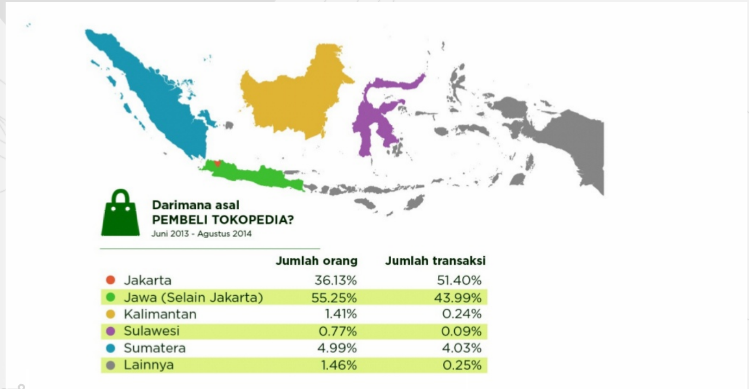 Darimana asal
PEMBELI TOKOPEDIA?
Juni 2013 - Agustus 2014
Jumlah orang Jumlah transaksi
Jakarta 36.13% 51.40%
Jawa (Selain Jakarta) 55.25% 43.99%
Kalimantan 1.41% 0.24%
Sulawesi 0.77% 0.09%
Sumatera 4.99% 4.03%
Lainnya 1.46% 0.25%